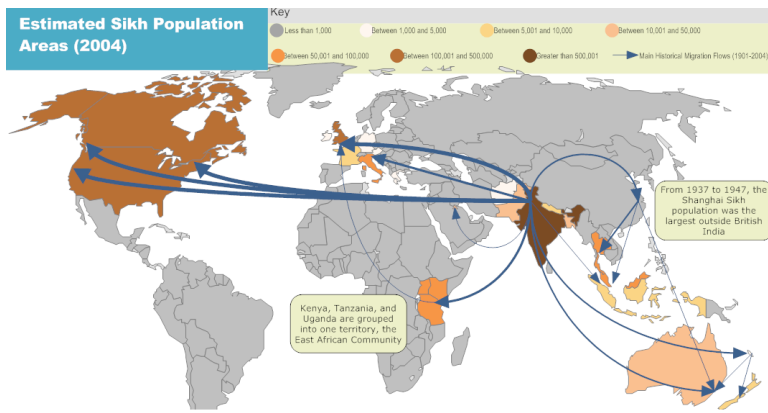 Estimated Sikh Population
Areas (2004)
Key
Less than 1,000
Between 1,000 and 5,000
Between 5,001 and 10,000
Between 10,001 and 50,000
Between 50,001 and 100,000
Between 100,001 and 500,000
Greater than 500,001
Main Historical Migration Flows (1901-2004)
From 1937 to 1947, the
Shanghai Sikh
population was the
largest outside British
India
Kenya, Tanzania, and
Uganda are grouped
into one territory, the
East African Community